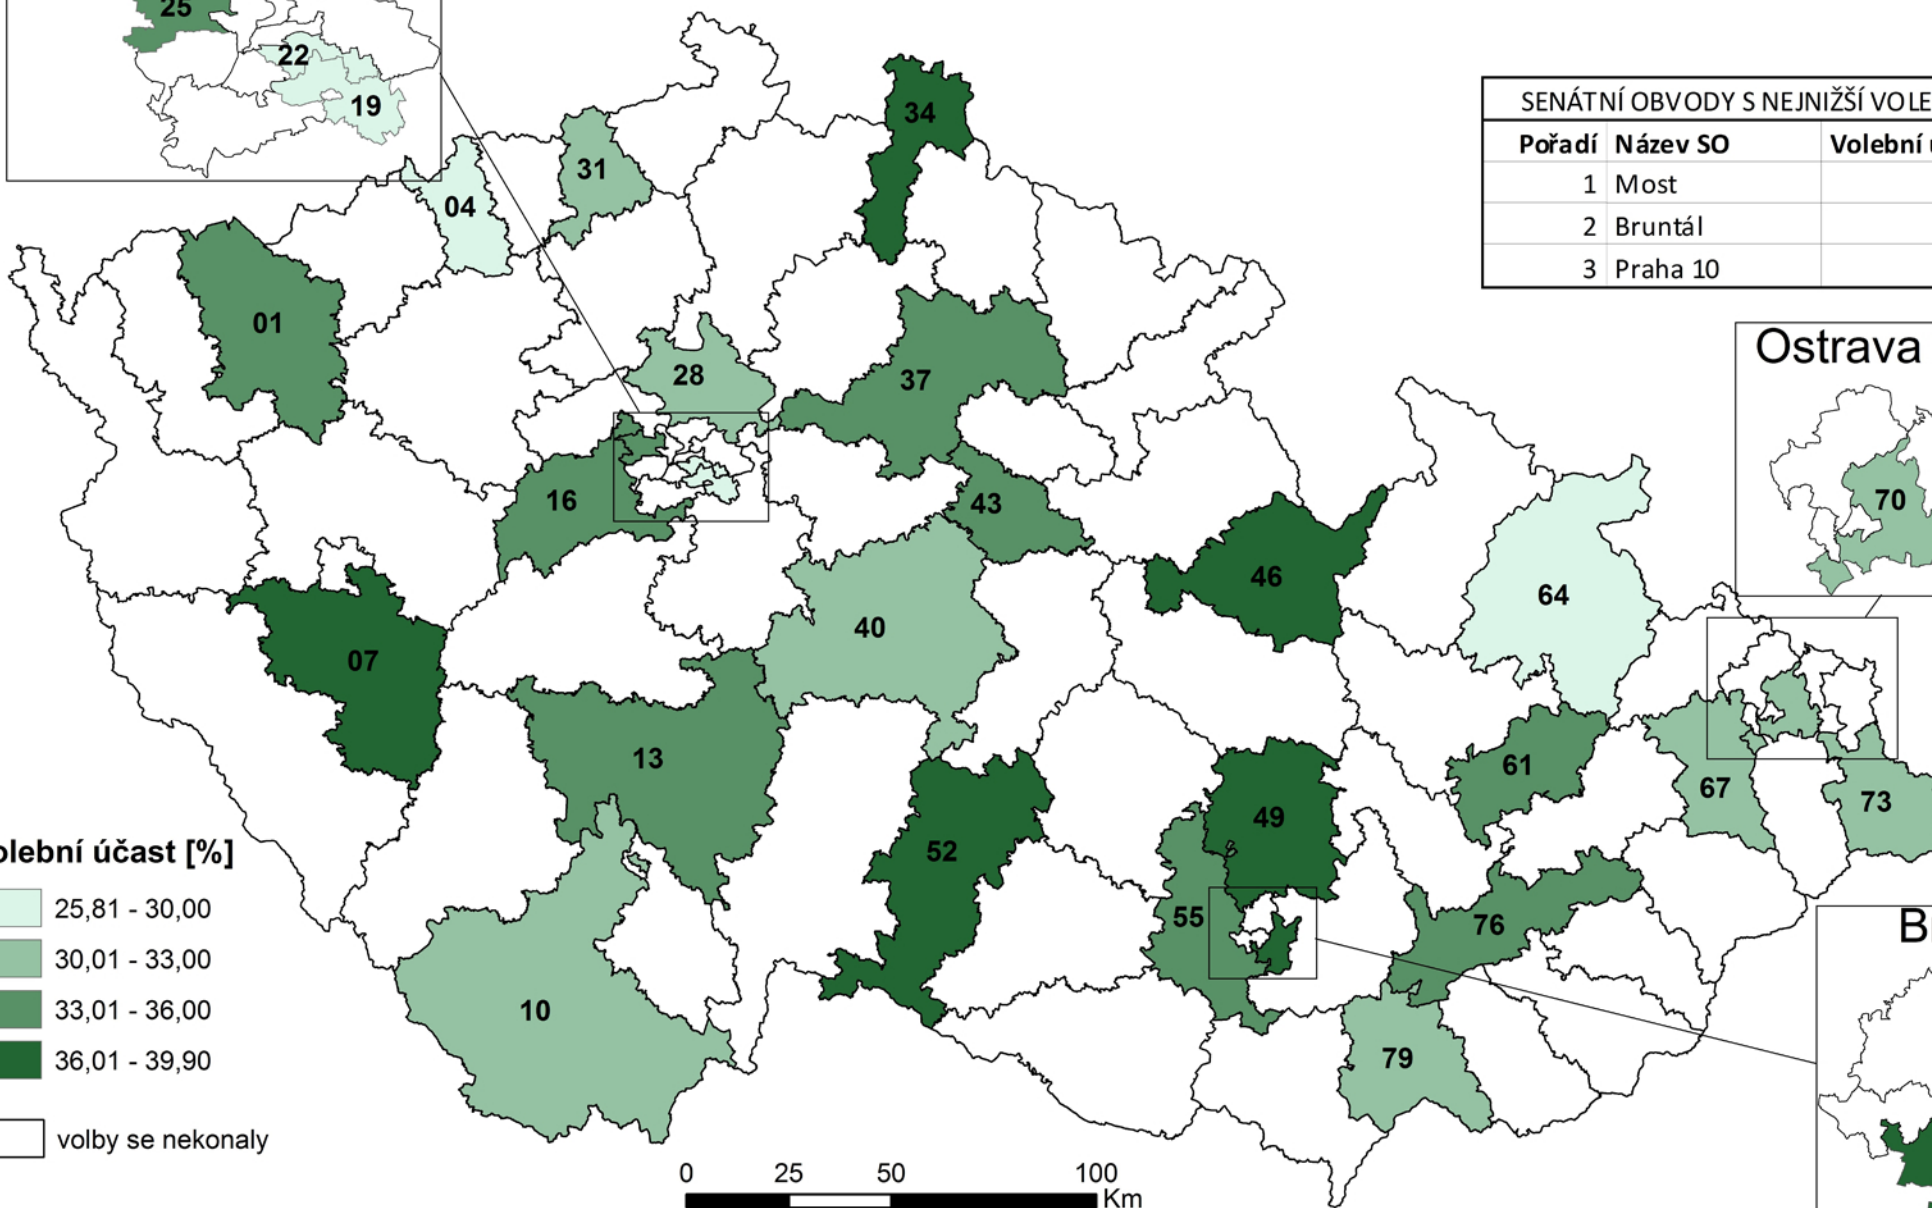 25
22
19
34
SENÁTNÍ OBVODY S NEJNIŽŠÍ VOLE
Pořadí Název SO Volební
1 Most
2 Bruntál
3 Praha 10
31
04
01
Ostrava
28
37
16
43
70
46
64
40
07
13
61
67
73
52
49
olební účast [%]
25,81 - 30,00
30,01 - 33,00
33,01 - 36,00
36,01 - 39,90
volby se nekonaly
55
76
B
10
79
0 25 50 100
Km